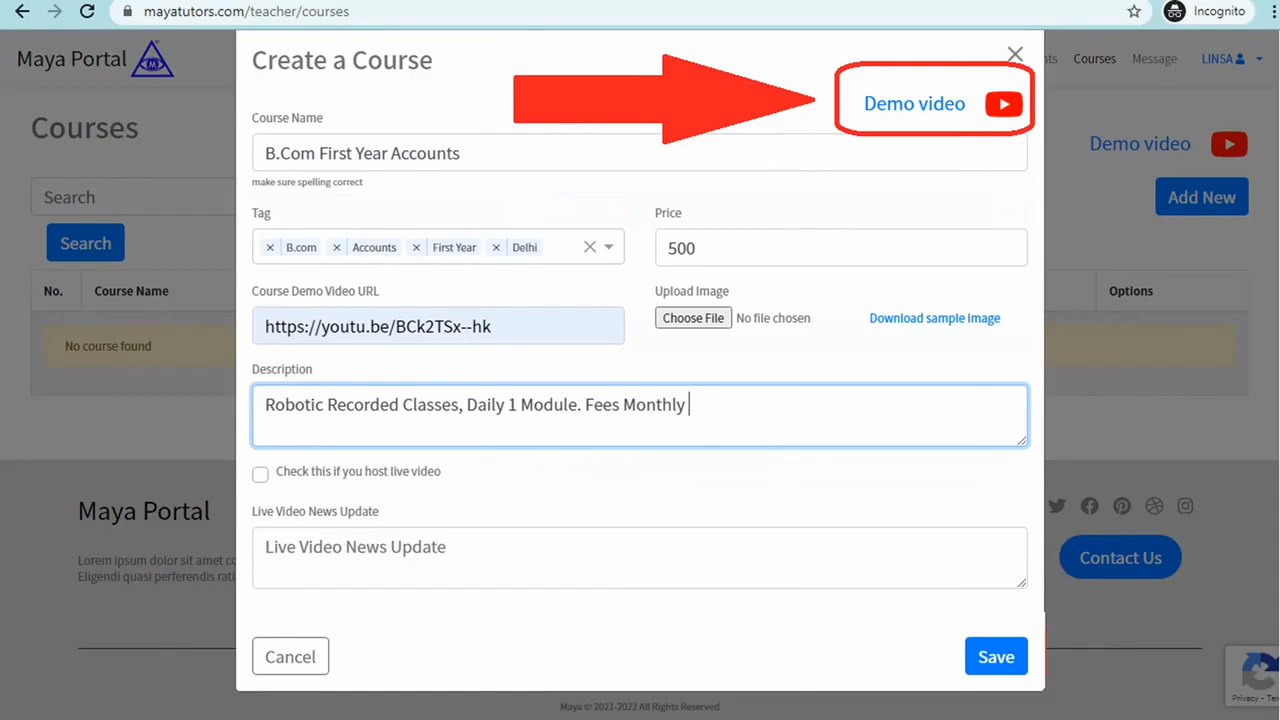 mayatutors.com/teacher/courses
Incognito
Maya Portal
Create a Course
Courses
Message
LINSA
Demo video
Courses
Course Name
Demo video
B.Com First Year Accounts
make sure spelling correct
Search
Add New
Tag
Price
Search
B.com
Accounts
First Year
Delhi
500
No.
Course Name
Course Demo Video URL
Upload Image
Options
https://youtu.be/BCk2TSx--hk
Choose File No file chosen
Download sample Image
No course found
Description
Robotic Recorded Classes, Daily 1 Module. Fees Monthly
Check this if you host live video
Maya Portal
Live Video News Update
Live Video News Update
Lorem ipsum dolor sit amet
Eligendi quasi perferendis
Contact Us
Cancel
Save
Maya © 2021-2022 All Rights Reserved
Privacy